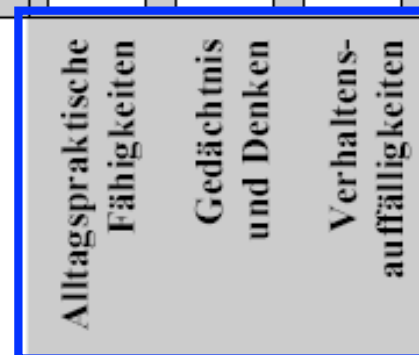 Alltagspraktische
Fähigkeiten
Gedächtnis
und Denken
Verhaltens-
auffälligkeiten